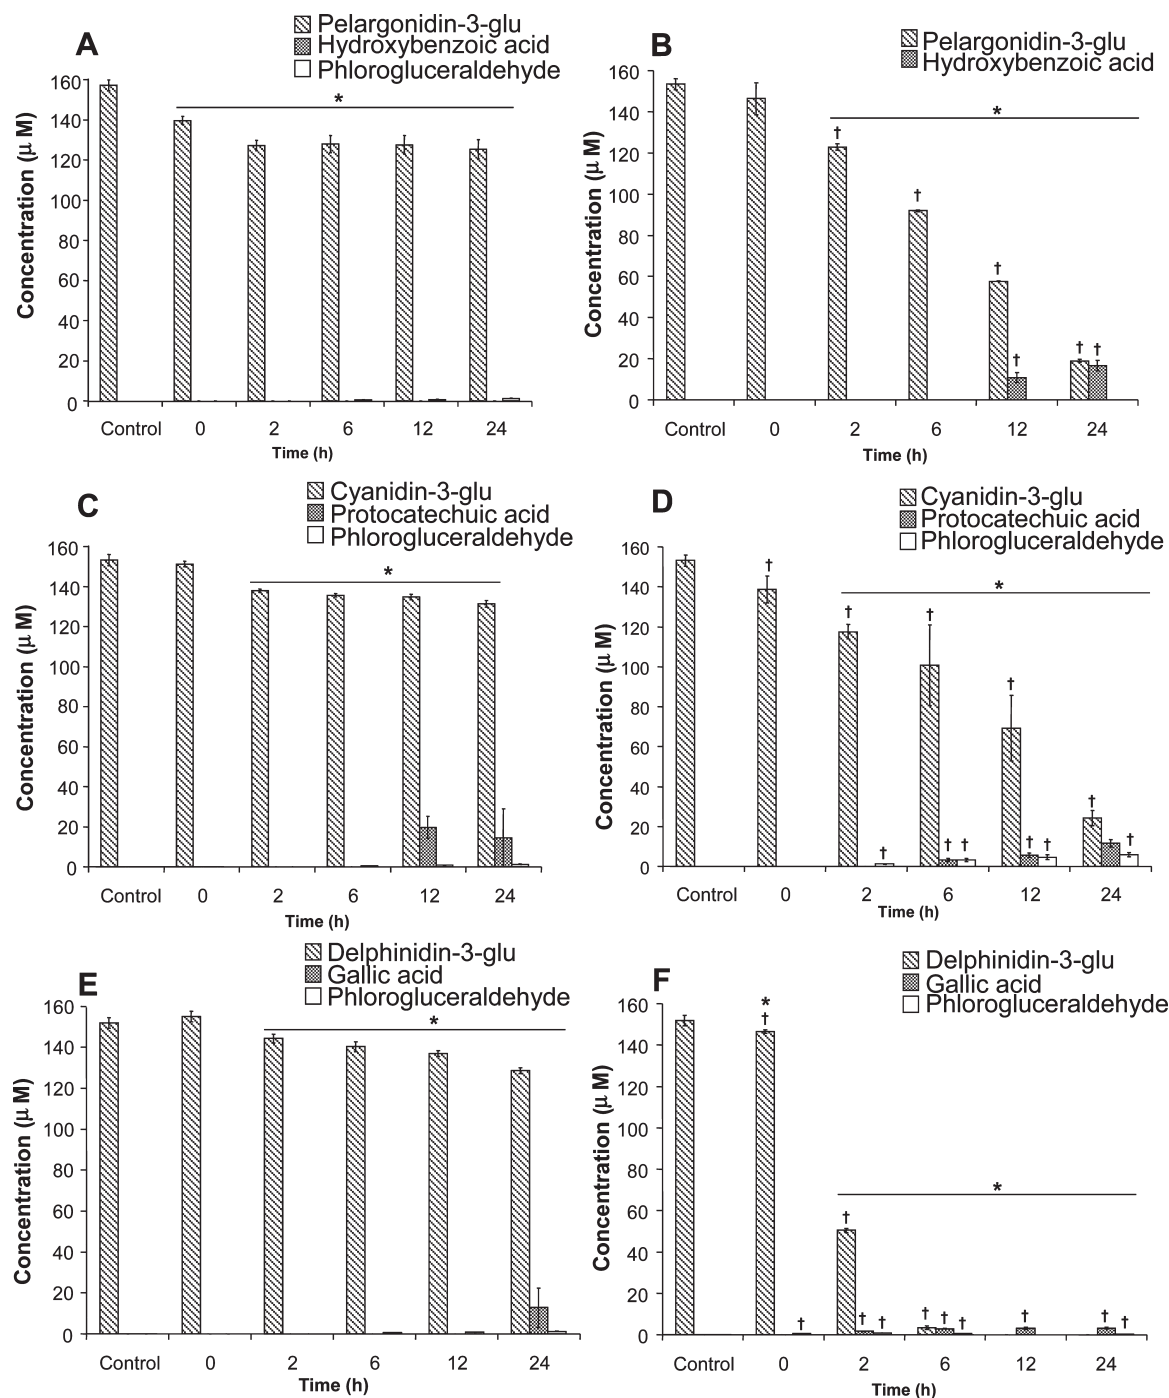 A
Pelargonidin-3-glu
Hydroxybenzoic acid
Phlorogluceraldehyde
*
160
140
120
100
80
60
40
20
0
Concentration (μ M)
Control 0 2 6 12 24
Time (h)
B
Pelargonidin-3-glu
Hydroxybenzoic acid
*
† † † † † † †
160
140
120
100
80
60
40
20
0
Concentration (μ M)
Control 0 2 6 12 24
Time (h)
C
Cyanidin-3-glu
Protocatechuic acid
Phlorogluceraldehyde
*
160
140
120
100
80
60
40
20
0
Concentration (μ M)
Control 0 2 6 12 24
Time (h)
D
Cyanidin-3-glu
Protocatechuic acid
Phlorogluceraldehyde
*
† † † † † † † † † † † †
160
140
120
100
80
60
40
20
0
Concentration (μ M)
Control 0 2 6 12 24
Time (h)
E
Delphinidin-3-glu
Gallic acid
Phlorogluceraldehyde
*
160
140
120
100
80
60
40
20
0
Concentration (μ M)
Control 0 2 6 12 24
Time (h)
F
Delphinidin-3-glu
Gallic acid
Phlorogluceraldehyde
*
*
† † † † † † † † † † †
160
140
120
100
80
60
40
20
0
Concentration (μ M)
Control 0 2 6 12 24
Time (h)